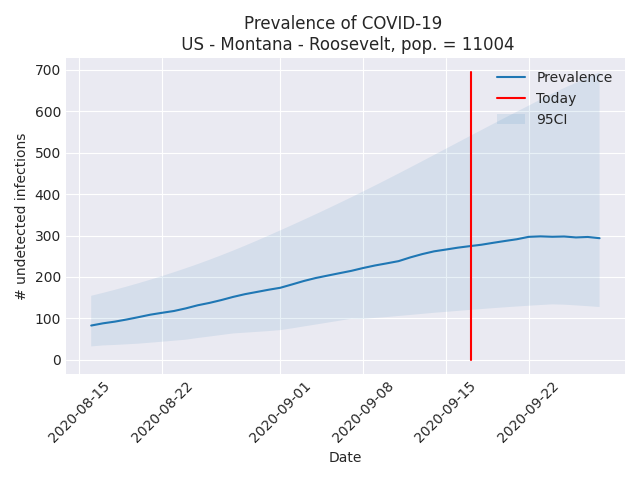 Prevalence of COVID-19
US - Montana - Roosevelt, pop. = 11004
700
600
500
400
300
200
100
0
# undetected infections
Prevalence
Today
95CI
2020-08-15
2020-08-22
2020-09-01
2020-09-08
2020-09-15
2020-09-22
Date